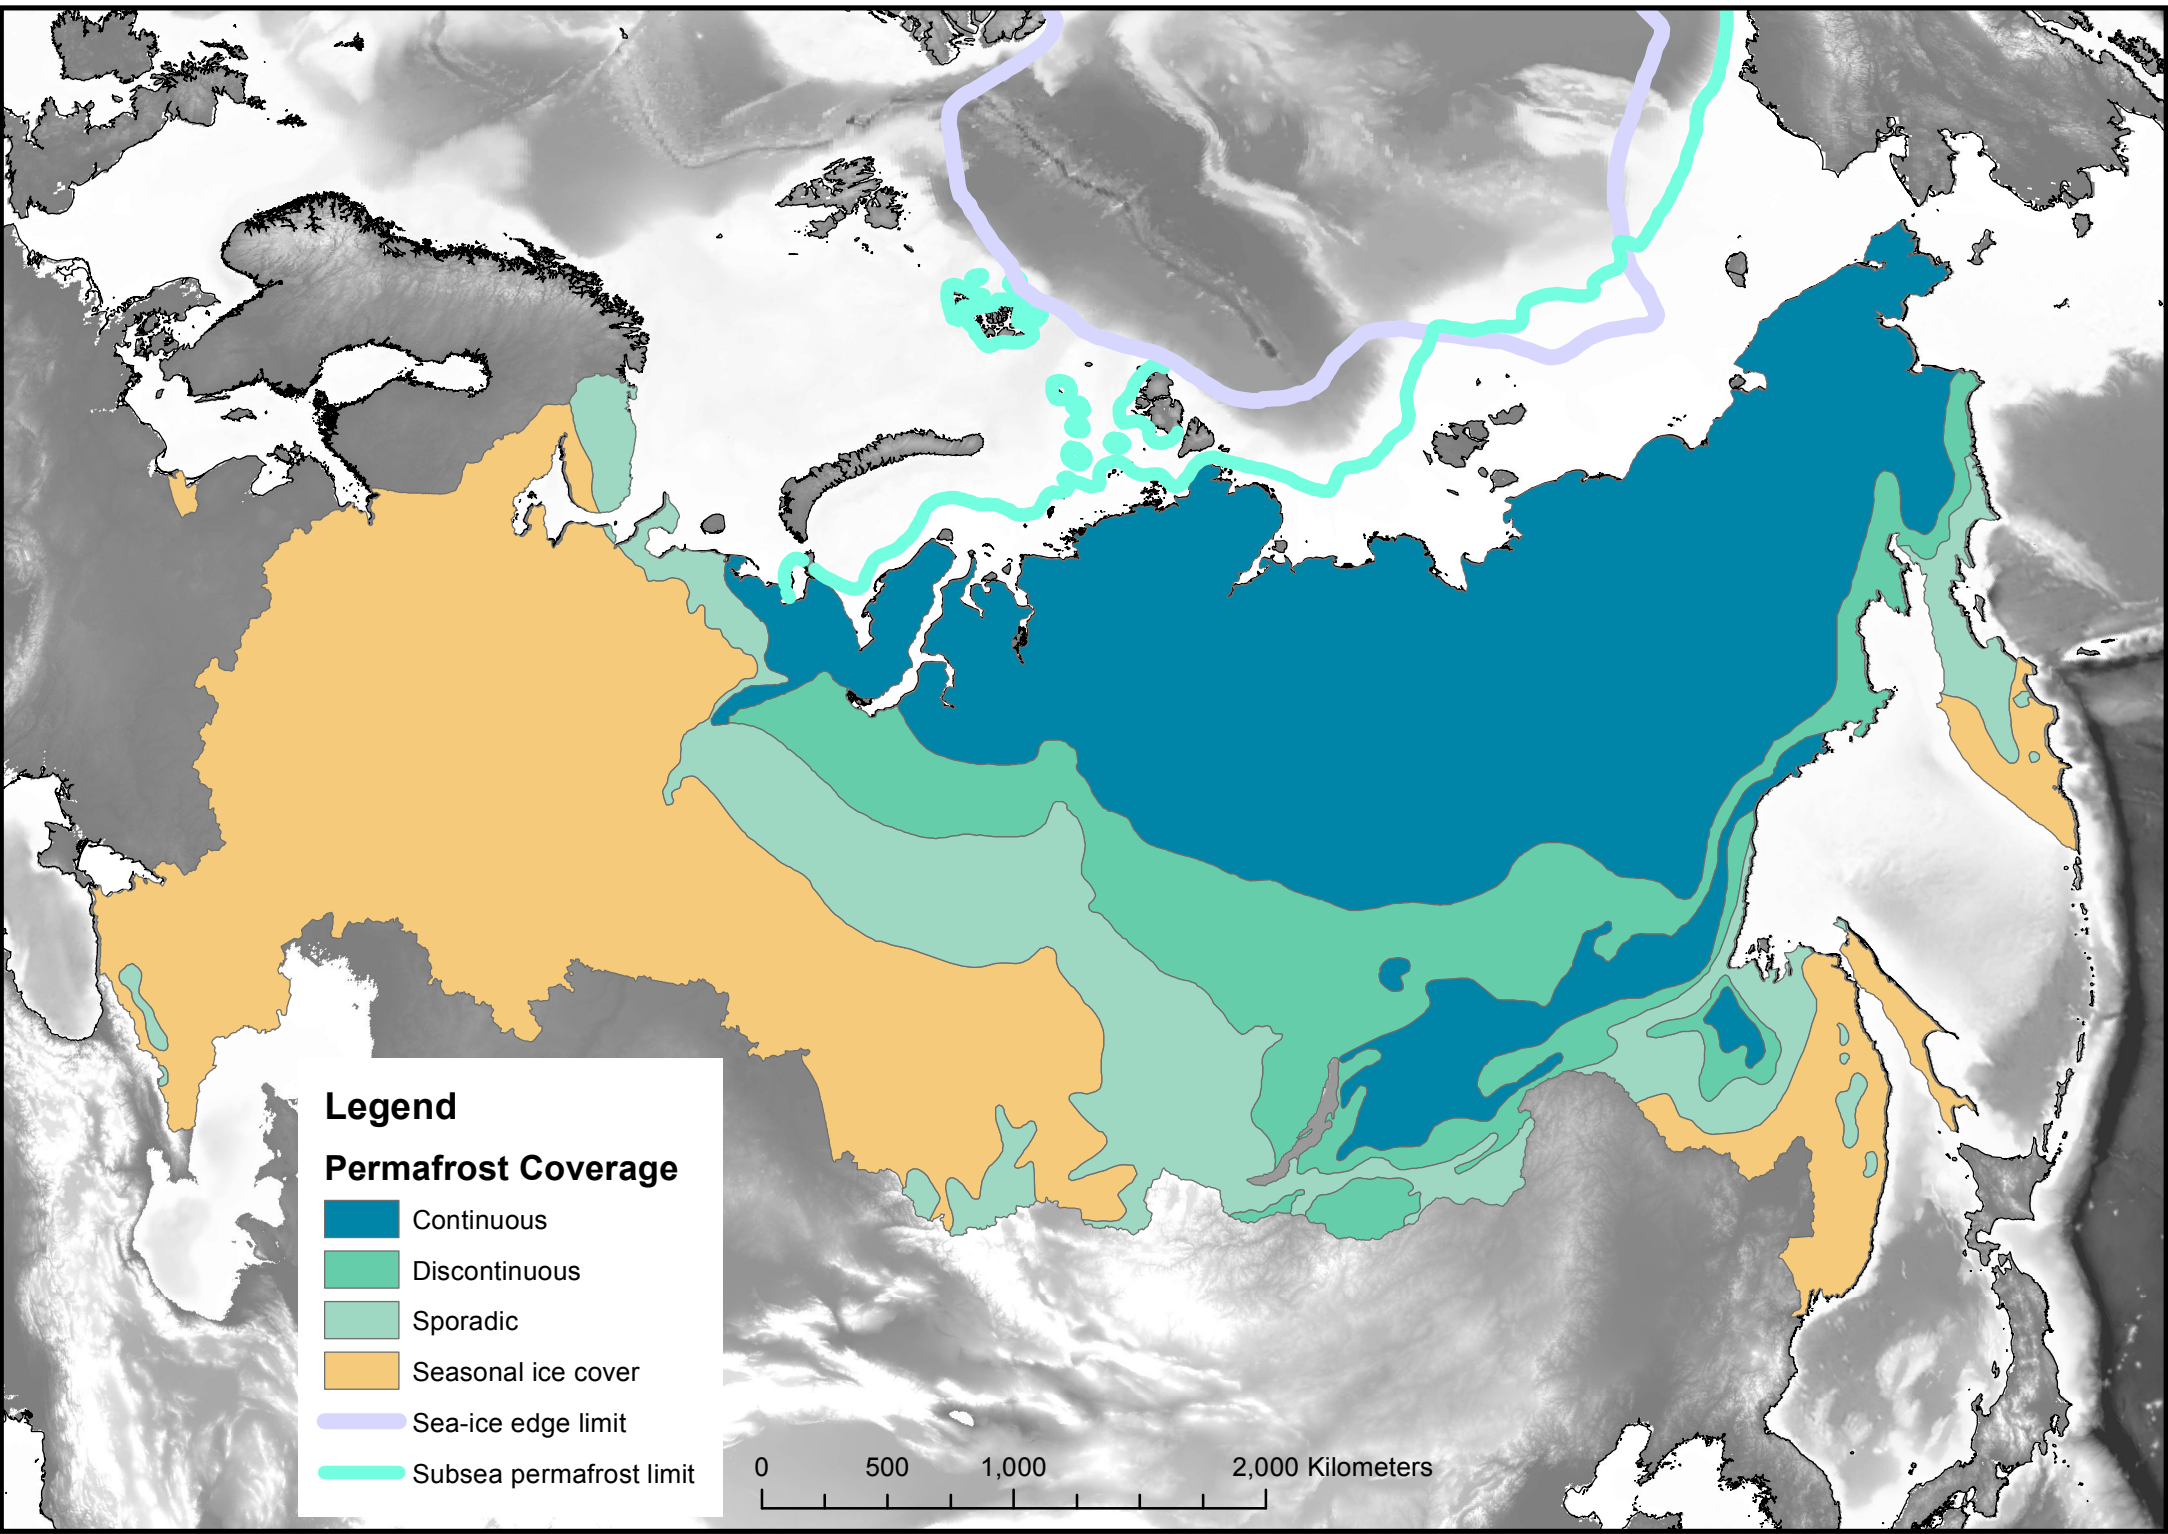 Legend
Permafrost Coverage
Continuous
Discontinuous
Sporadic
Seasonal ice cover
Sea-ice edge limit
Subsea permafrost limit
0 500 1,000 2,000 Kilometers